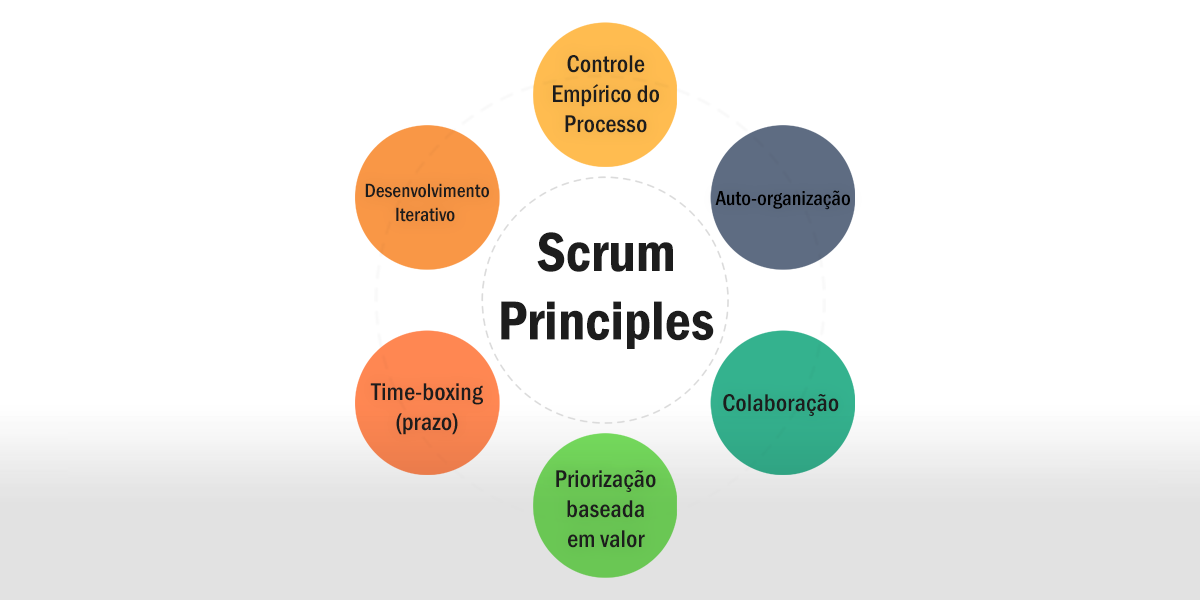 Controle
Empírico do
Processo
Auto-organização
Colaboração
Priorização
baseada
em valor
Time-boxing
(prazo)
Desenvolvimento
Iterativo
Scrum
Principles